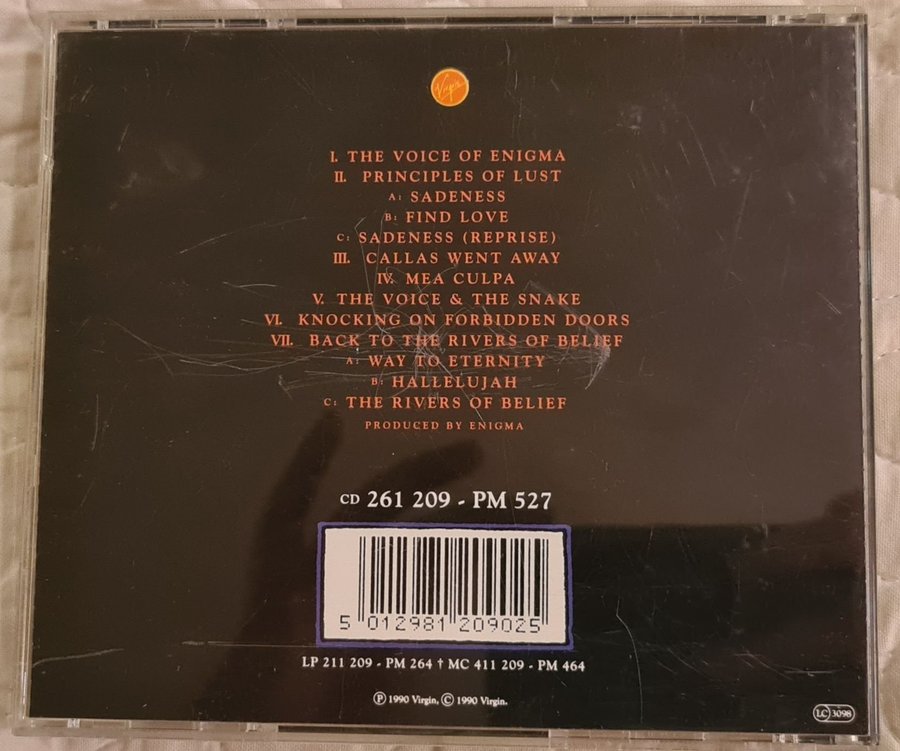 Virgin
I. THE VOICE OF ENIGMA
II. PRINCIPLES OF LUST
A: SADENESS
B: FIND LOVE
C: SADENESS (REPRISE)
III. CALLAS WENT AWAY
IV. MEA CULPA
V. THE VOICE & THE SNAKE
VI. KNOCKING ON FORBIDDEN DOORS
VII. BACK TO THE RIVERS OF BELIEF
A: WAY TO ETERNITY
B: HALLELUJAH
C: THE RIVERS OF BELIEF
PRODUCED BY ENIGMA
CD 261 209 - PM 527
5 012981 209025
LP 211 209 - PM 264 † MC 411 209 - PM 464
Ⓟ 1990 Virgin, Ⓒ 1990 Virgin.
LC 3098